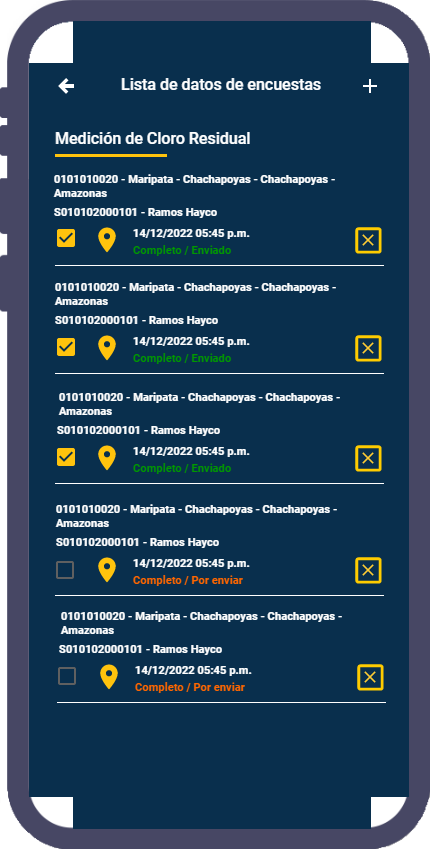 Lista de datos de encuestas
Medición de Cloro Residual
0101010020 - Maripata - Chachapoyas - Chachapoyas -
Amazonas
S010102000101 - Ramos Hayco
14/12/2022 05:45 p.m.
Completo / Enviado
0101010020 - Maripata - Chachapoyas - Chachapoyas -
Amazonas
S010102000101 - Ramos Hayco
14/12/2022 05:45 p.m.
Completo / Enviado
0101010020 - Maripata - Chachapoyas - Chachapoyas -
Amazonas
S010102000101 - Ramos Hayco
14/12/2022 05:45 p.m.
Completo / Enviado
0101010020 - Maripata - Chachapoyas - Chachapoyas -
Amazonas
S010102000101 - Ramos Hayco
14/12/2022 05:45 p.m.
Completo / Por enviar
0101010020 - Maripata - Chachapoyas - Chachapoyas -
Amazonas
S010102000101 - Ramos Hayco
14/12/2022 05:45 p.m.
Completo / Por enviar